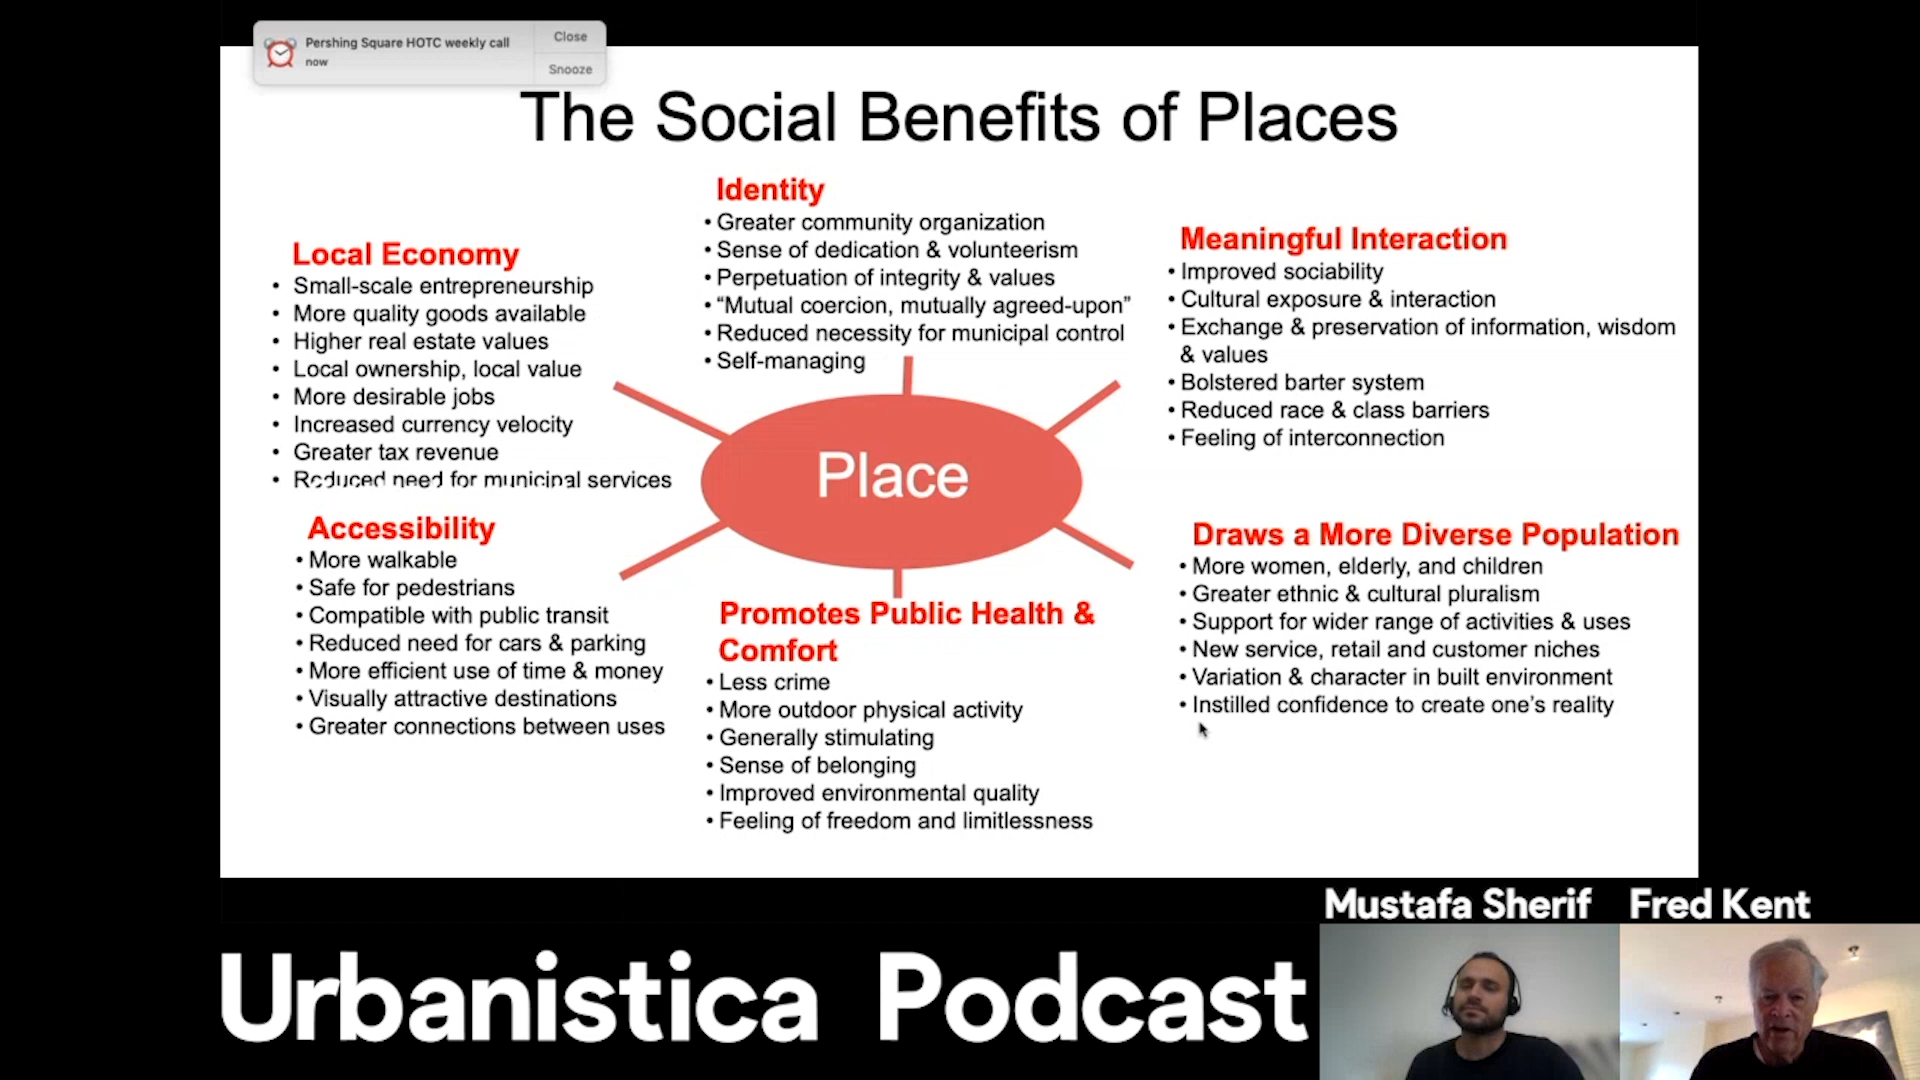 Pershing Square HOTC weekly call
now
Close
Snooze
The Social Benefits of Places
Identity
• Greater community organization
• Sense of dedication & volunteerism
• Perpetuation of integrity & values
• “Mutual coercion, mutually agreed-upon”
• Reduced necessity for municipal control
• Self-managing
Local Economy
• Small-scale entrepreneurship
• More quality goods available
• Higher real estate values
• Local ownership, local value
• More desirable jobs
• Increased currency velocity
• Greater tax revenue
• Reduced need for municipal services
Meaningful Interaction
• Improved sociability
• Cultural exposure & interaction
• Exchange & preservation of information, wisdom
& values
• Bolstered barter system
• Reduced race & class barriers
• Feeling of interconnection
Place
Accessibility
• More walkable
• Safe for pedestrians
• Compatible with public transit
• Reduced need for cars & parking
• More efficient use of time & money
• Visually attractive destinations
• Greater connections between uses
Promotes Public Health &
Comfort
• Less crime
• More outdoor physical activity
• Generally stimulating
• Sense of belonging
• Improved environmental quality
• Feeling of freedom and limitlessness
Draws a More Diverse Population
• More women, elderly, and children
• Greater ethnic & cultural pluralism
• Support for wider range of activities & uses
• New service, retail and customer niches
• Variation & character in built environment
• Instilled confidence to create one’s reality
Mustafa Sherif
Fred Kent
Urbanistica Podcast